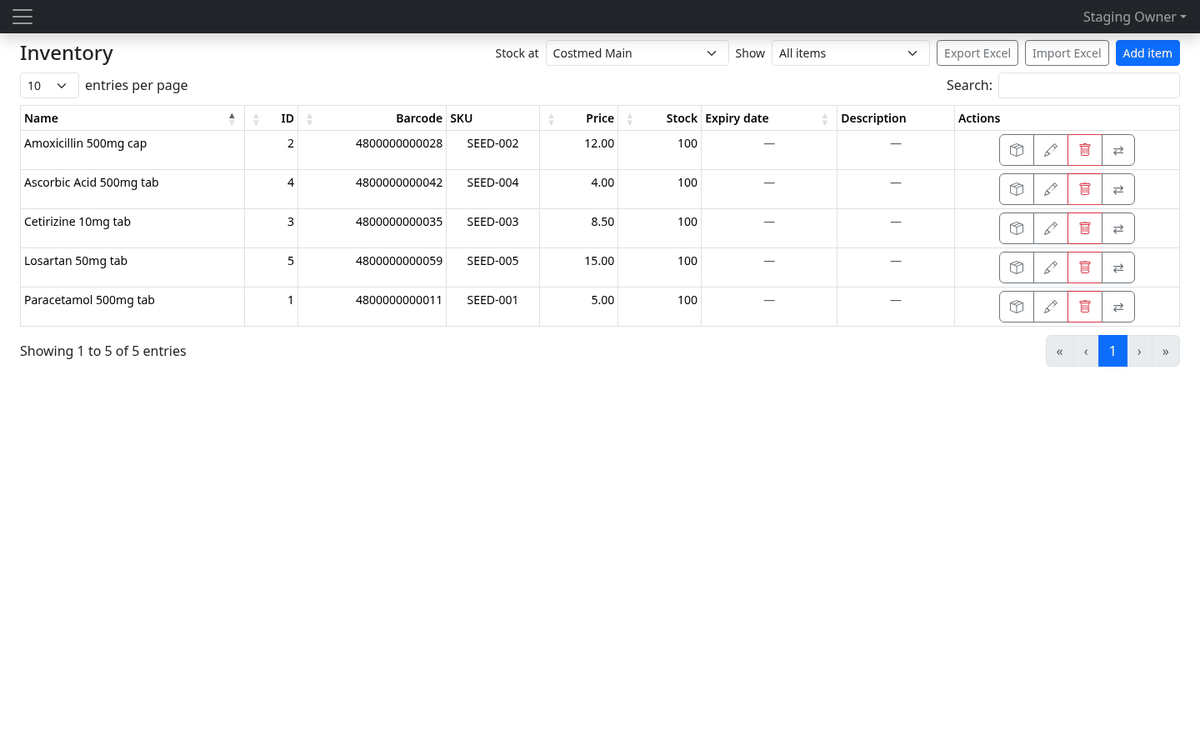 Staging Owner
Inventory Stock at Costmed Main Show All items Export Excel Import Excel Add item
10 entries per page Search:
Name ID Barcode SKU Price Stock Expiry date Description Actions
Amoxicillin 500mg cap 2 4800000000028 SEED-002 12.00 100 — —
Ascorbic Acid 500mg tab 4 4800000000042 SEED-004 4.00 100 — —
Cetirizine 10mg tab 3 4800000000035 SEED-003 8.50 100 — —
Losartan 50mg tab 5 4800000000059 SEED-005 15.00 100 — —
Paracetamol 500mg tab 1 4800000000011 SEED-001 5.00 100 — —
Showing 1 to 5 of 5 entries « ‹ 1 › »